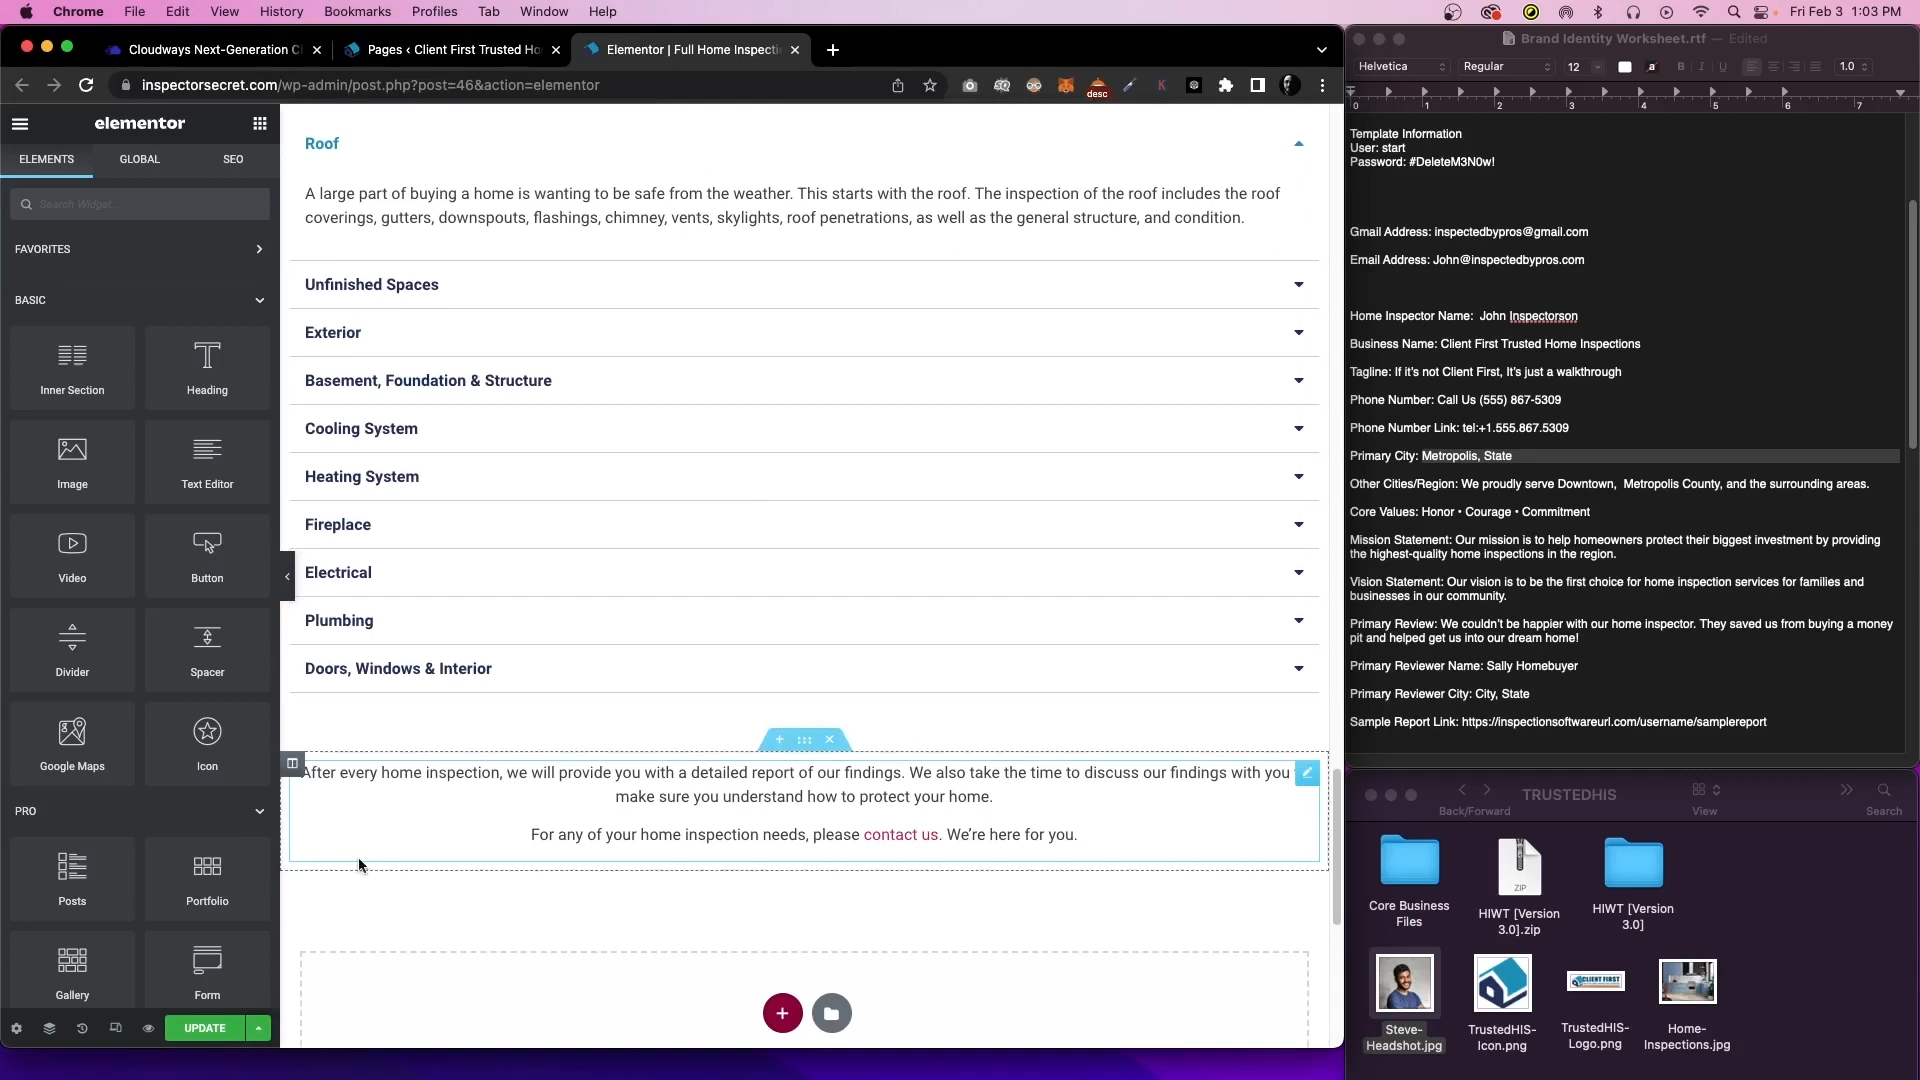 Chrome File Edit View History Bookmarks Profiles Tab Window Help
Fri Feb 3 1:03 PM
Cloudways Next-Generation C
Pages ‹ Client First Trusted Ho
Elementor | Full Home Inspecti
inspectorsecret.com/wp-admin/post.php?post=46&action=elementor
desc
K
elementor
ELEMENTS GLOBAL SEO
Search Widget...
FAVORITES
BASIC
Inner Section
Heading
Image
Text Editor
Video
Button
Divider
Spacer
Google Maps
Icon
PRO
Posts
Portfolio
Gallery
Form
UPDATE
Roof
A large part of buying a home is wanting to be safe from the weather. This starts with the roof. The inspection of the roof includes the roof
coverings, gutters, downspouts, flashings, chimney, vents, skylights, roof penetrations, as well as the general structure, and condition.
Unfinished Spaces
Exterior
Basement, Foundation & Structure
Cooling System
Heating System
Fireplace
Electrical
Plumbing
Doors, Windows & Interior
After every home inspection, we will provide you with a detailed report of our findings. We also take the time to discuss our findings with you
make sure you understand how to protect your home.
For any of your home inspection needs, please contact us. We’re here for you.
Brand Identity Worksheet.rtf — Edited
Helvetica Regular 12 a B I U 1.0
0 1 2 3 4 5 6 7
Template Information
User: start
Password: #DeleteM3N0w!
Gmail Address: inspectedbypros@gmail.com
Email Address: John@inspectedbypros.com
Home Inspector Name: John Inspectorson
Business Name: Client First Trusted Home Inspections
Tagline: If it’s not Client First, It’s just a walkthrough
Phone Number: Call Us (555) 867-5309
Phone Number Link: tel:+1.555.867.5309
Primary City: Metropolis, State
Other Cities/Region: We proudly serve Downtown, Metropolis County, and the surrounding areas.
Core Values: Honor • Courage • Commitment
Mission Statement: Our mission is to help homeowners protect their biggest investment by providing
the highest-quality home inspections in the region.
Vision Statement: Our vision is to be the first choice for home inspection services for families and
businesses in our community.
Primary Review: We couldn’t be happier with our home inspector. They saved us from buying a money
pit and helped get us into our dream home!
Primary Reviewer Name: Sally Homebuyer
Primary Reviewer City: City, State
Sample Report Link: https://inspectionsoftwareurl.com/username/samplereport
TRUSTEDHIS
Back/Forward View Search
Core Business
Files
ZIP
HIWT [Version
3.0].zip
HIWT [Version
3.0]
Steve-
Headshot.jpg
TrustedHIS-
Icon.png
CLIENT FIRST
TrustedHIS-
Logo.png
Home-
Inspections.jpg